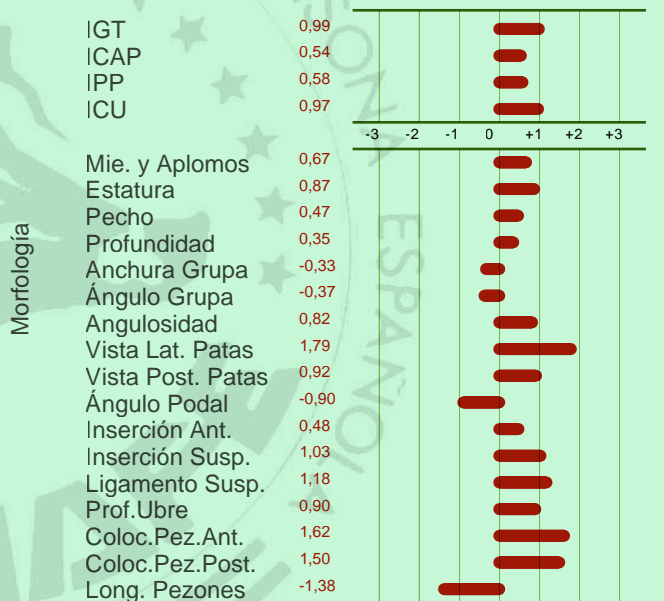 IGT 0,99
ICAP 0,54
IPP 0,58
ICU 0,97
-3 -2 -1 0 +1 +2 +3
Morfología
Mie. y Aplomos 0,67
Estatura 0,87
Pecho 0,47
Profundidad 0,35
Anchura Grupa -0,33
Ángulo Grupa -0,37
Angulosidad 0,82
Vista Lat. Patas 1,79
Vista Post. Patas 0,92
Ángulo Podal -0,90
Inserción Ant. 0,48
Inserción Susp. 1,03
Ligamento Susp. 1,18
Prof.Ubre 0,90
Coloc.Pez.Ant. 1,62
Coloc.Pez.Post. 1,50
Long. Pezones -1,38
ESPAÑOLA